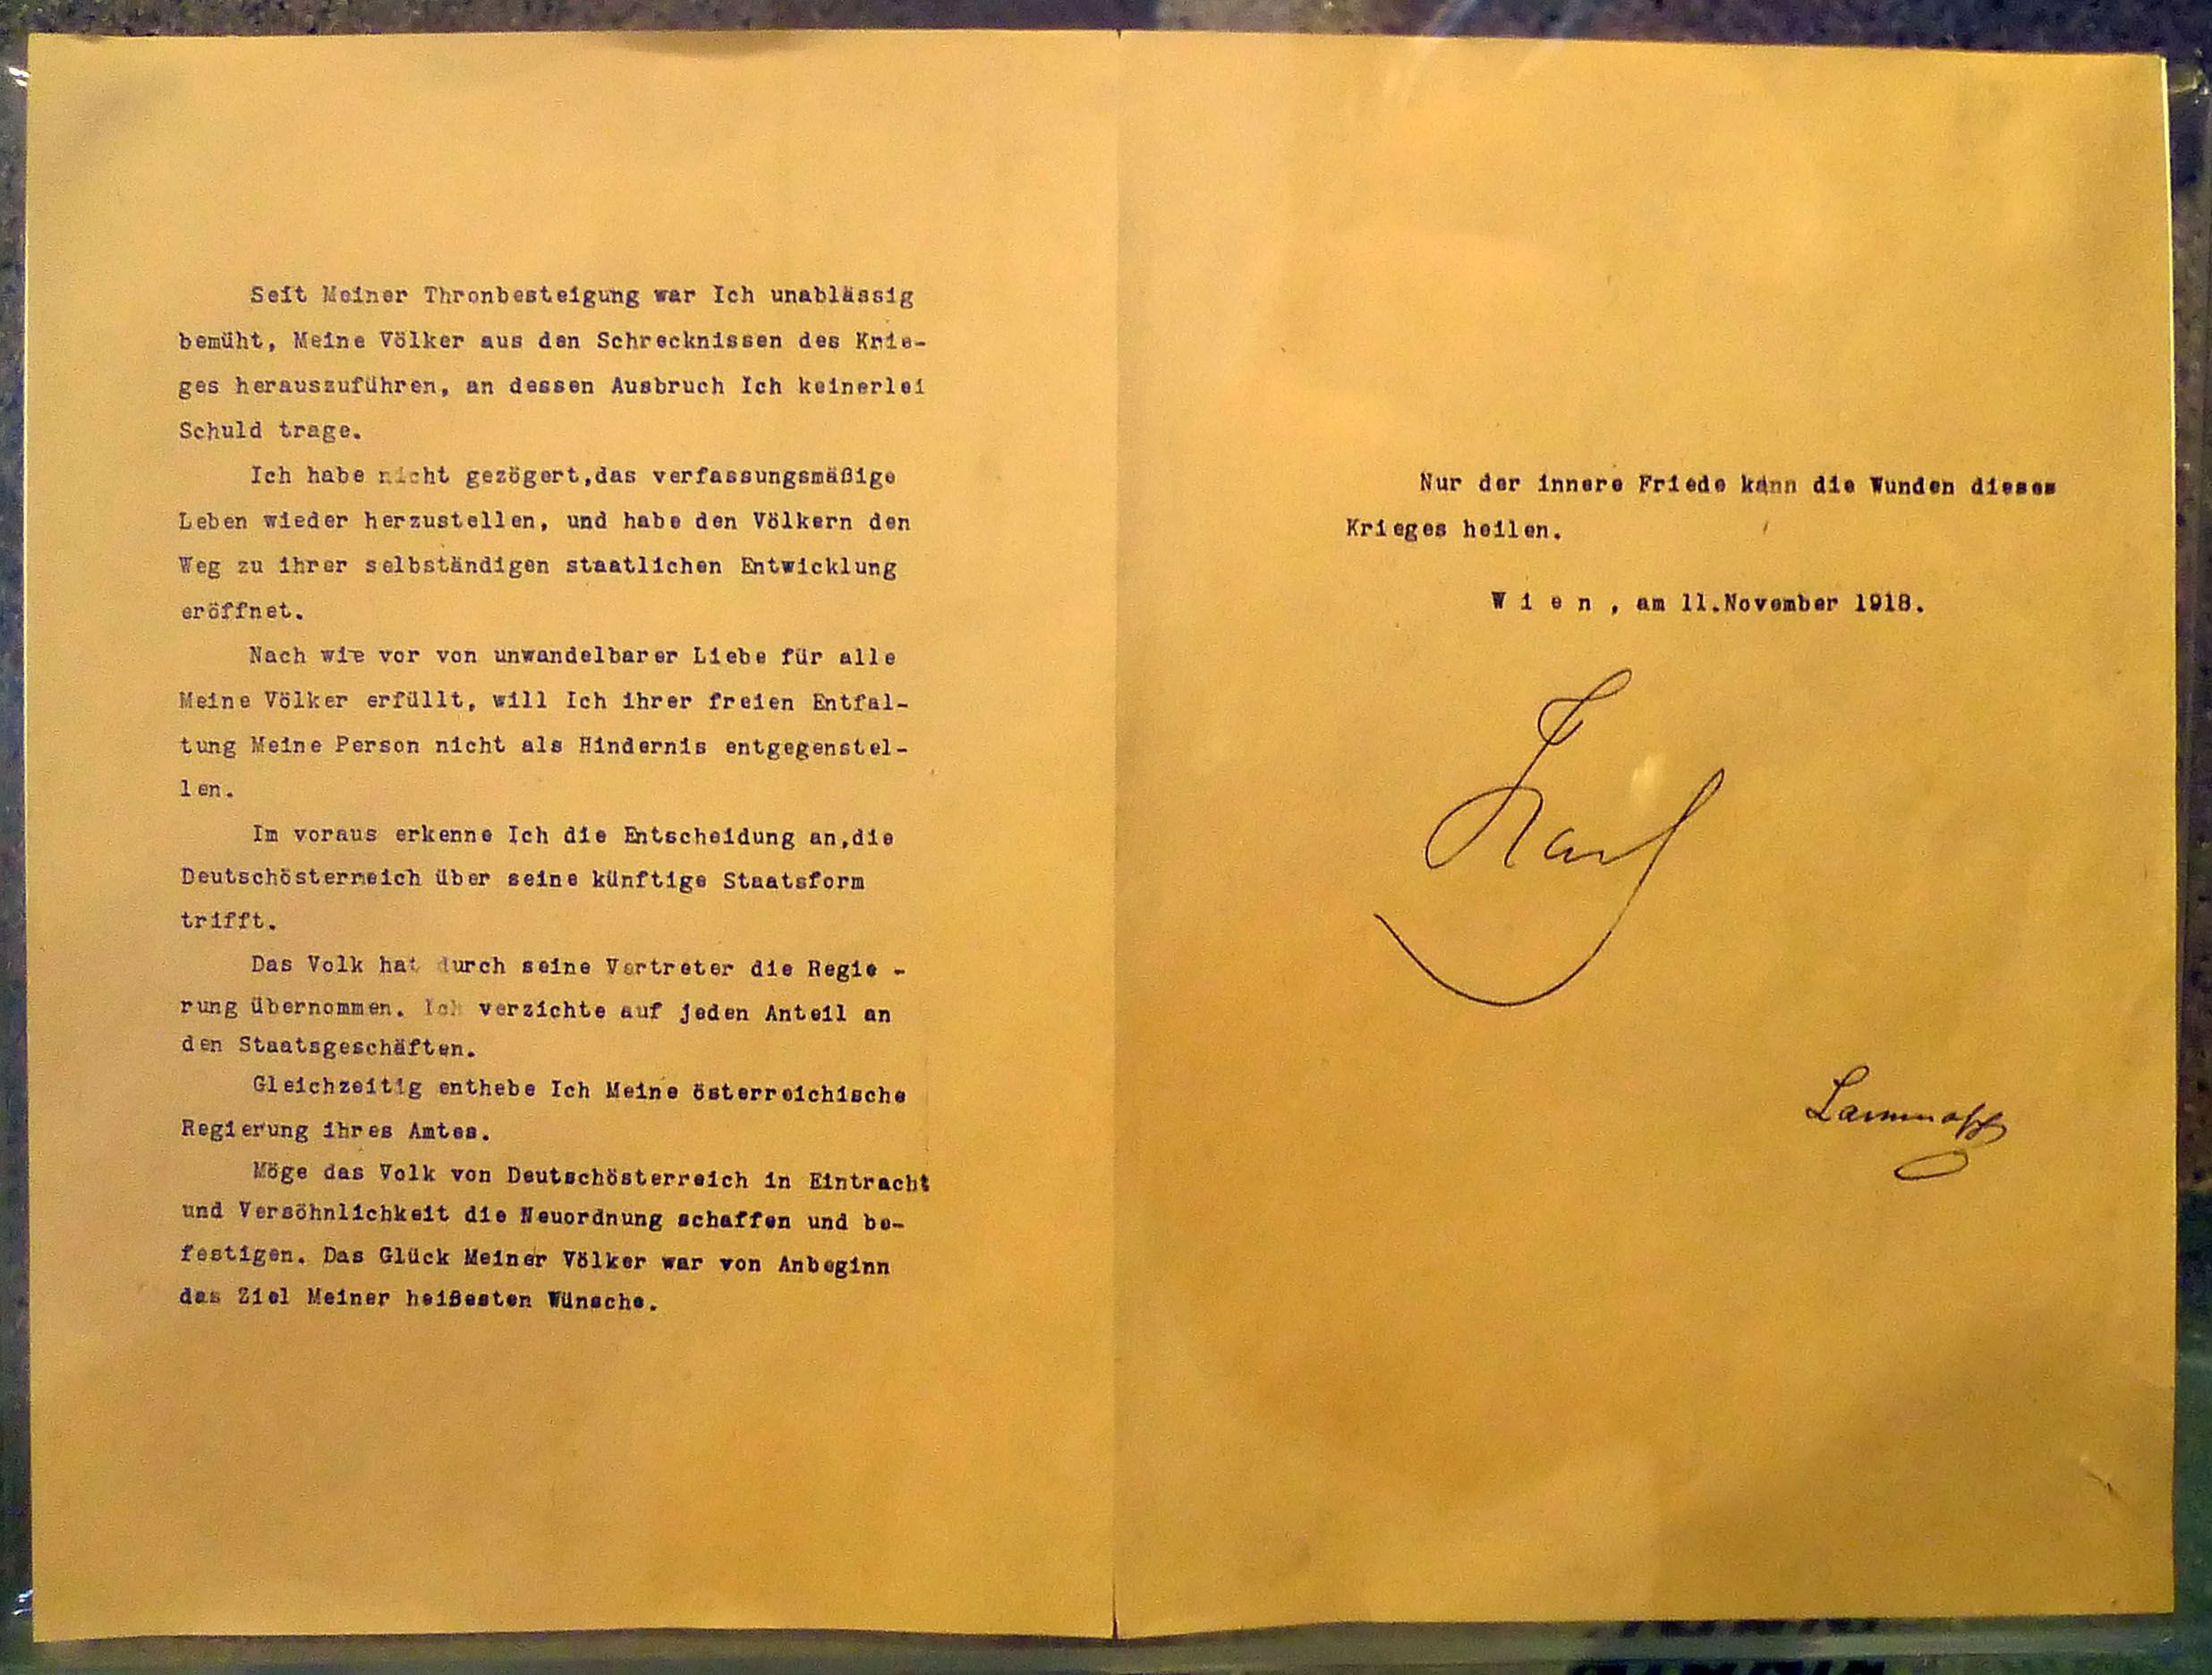 Seit Meiner Thronbesteigung war Ich unablässig
bemüht, Meine Völker aus den Schrecknissen des Krie-
ges herauszuführen, an dessen Ausbruch Ich keinerlei
Schuld trage.
Ich habe nicht gezögert,das verfassungsmäßige
Leben wieder herzustellen, und habe den Völkern den
Weg zu ihrer selbständigen staatlichen Entwicklung
eröffnet.
Nach wie vor von unwandelbarer Liebe für alle
Meine Völker erfüllt, will Ich ihrer freien Entfal-
tung Meine Person nicht als Hindernis entgegenstel-
len.
Im voraus erkenne Ich die Entscheidung an,die
Deutschösterreich über seine künftige Staatsform
trifft.
Das Volk hat durch seine Vertreter die Regie -
rung übernommen. Ich verzichte auf jeden Anteil an
den Staatsgeschäften.
Gleichzeitig enthebe Ich Meine österreichische
Regierung ihres Amtes.
Möge das Volk von Deutschösterreich in Eintracht
und Versöhnlichkeit die Neuordnung schaffen und be-
festigen. Das Glück Meiner Völker war von Anbeginn
das Ziel Meiner heißesten Wünsche.
Nur der innere Friede kann die Wunden dieses
Krieges heilen.
W i e n , am 11.November 1918.
Karl
Lammasch